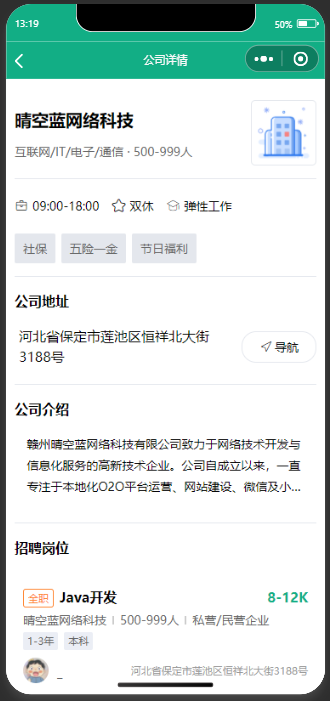 13:19
50%
公司详情
晴空蓝网络科技
互联网/IT/电子/通信 · 500-999人
09:00-18:00 双休 弹性工作
社保 五险一金 节日福利
公司地址
河北省保定市莲池区恒祥北大街
3188号
导航
公司介绍
赣州晴空蓝网络科技有限公司致力于网络技术开发与
信息化服务的高新技术企业。公司自成立以来，一直
专注于本地化O2O平台运营、网站建设、微信及小...
招聘岗位
全职 Java开发 8-12K
晴空蓝网络科技 | 500-999人 | 私营/民营企业
1-3年 本科
_ 河北省保定市莲池区恒祥北大街3188号